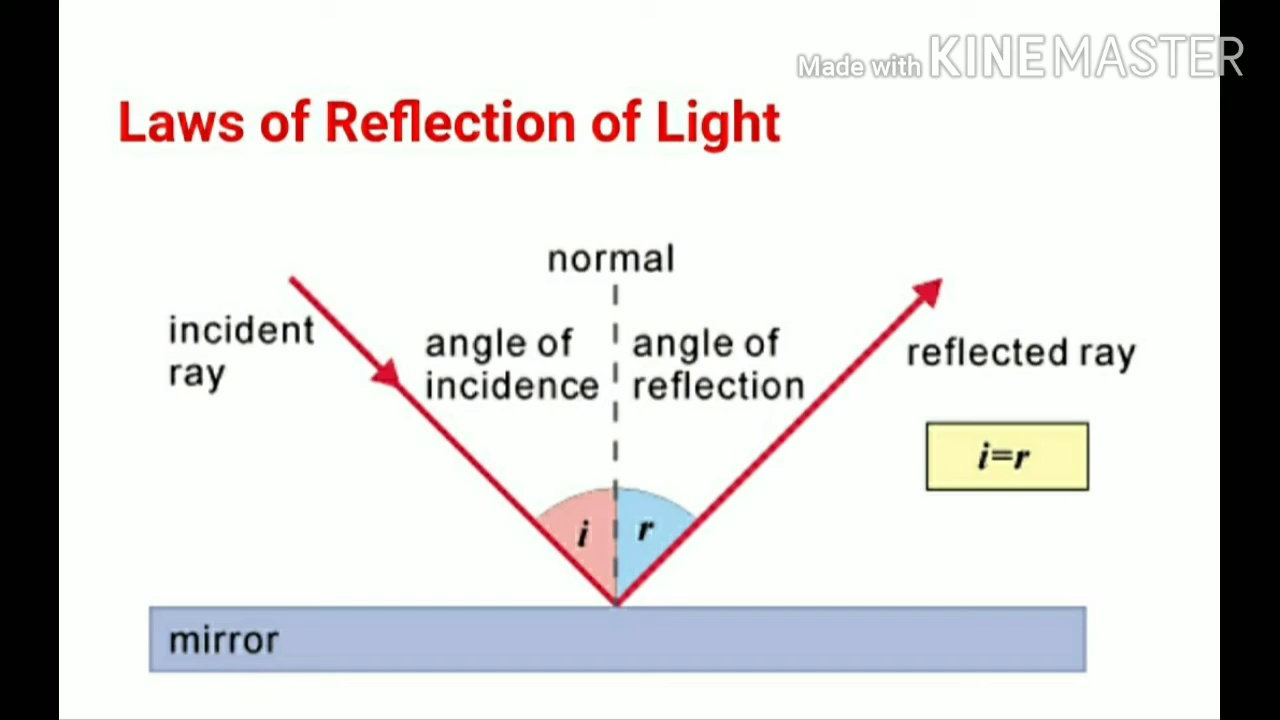 Made with KINEMASTER
Laws of Reflection of Light
normal
incident
ray
angle of
incidence
angle of
reflection
reflected ray
i=r
i
r
mirror